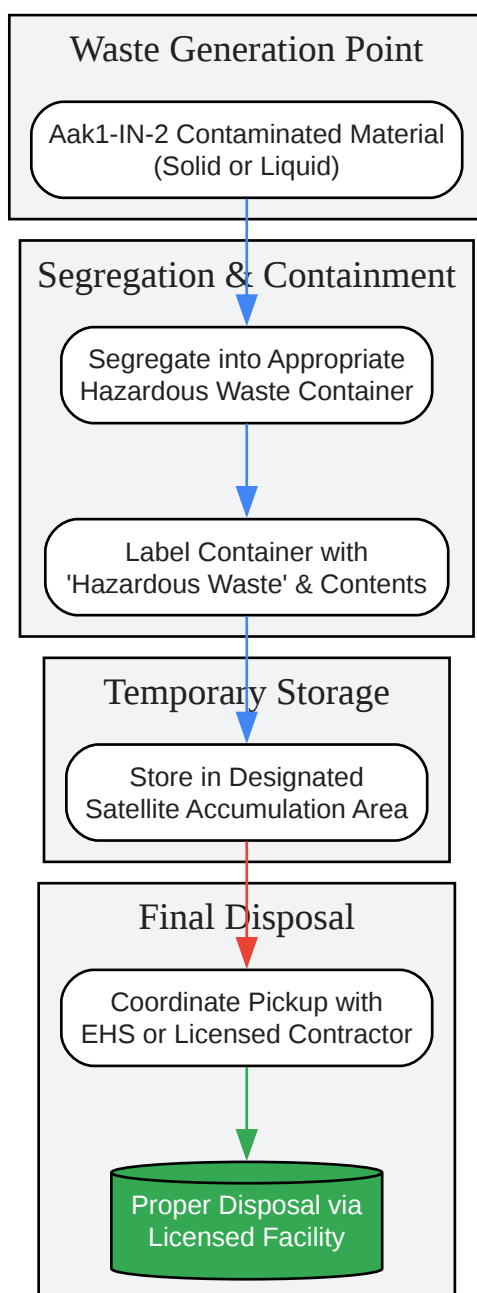 Waste Generation Point
Aak1-IN-2 Contaminated Material
(Solid or Liquid)
Segregation & Containment
Segregate into Appropriate
Hazardous Waste Container
Label Container with
'Hazardous Waste' & Contents
Temporary Storage
Store in Designated
Satellite Accumulation Area
Final Disposal
Coordinate Pickup with
EHS or Licensed Contractor
Proper Disposal via
Licensed Facility